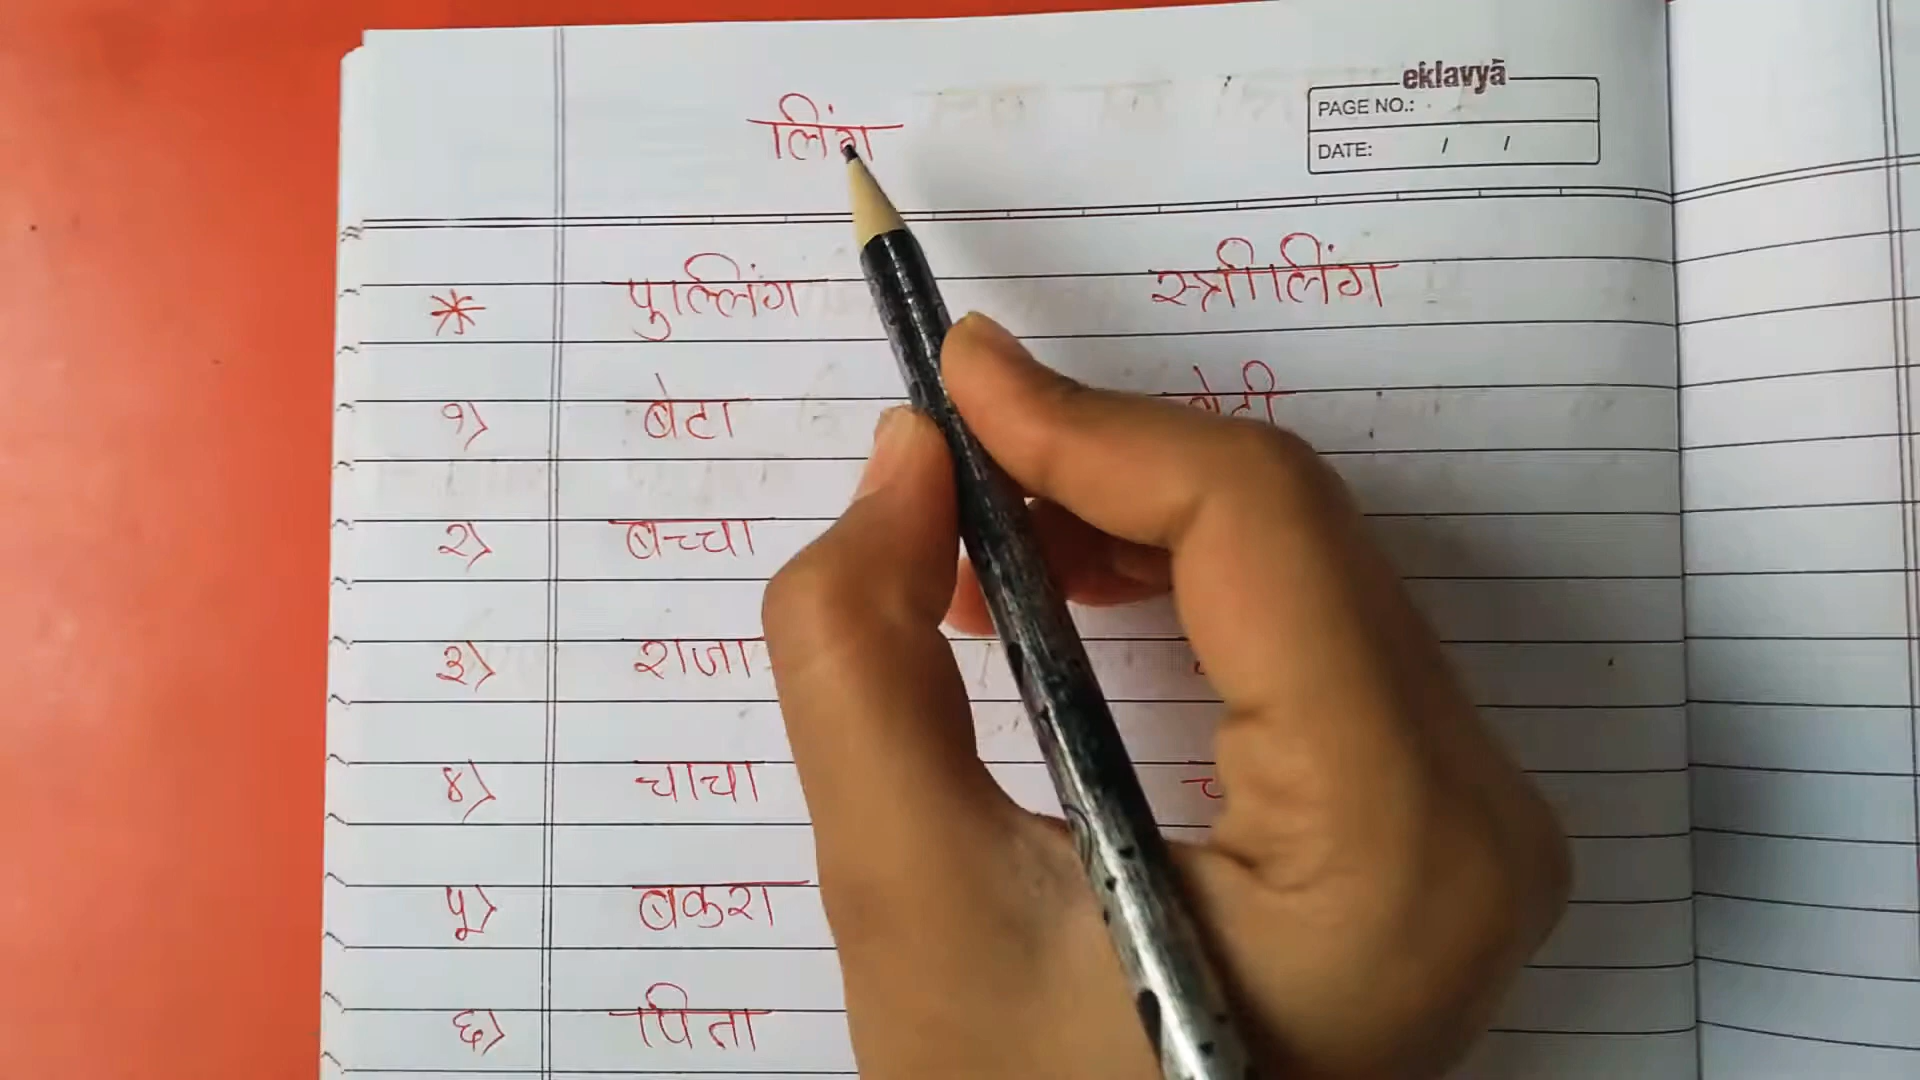 eklavyā
PAGE NO.:
लिंग
DATE: / /
* पुल्लिंग स्त्रीलिंग
१) बेटा बेटी
२) बच्चा
३) राजा
४) चाचा
५) बकरा
६) पिता